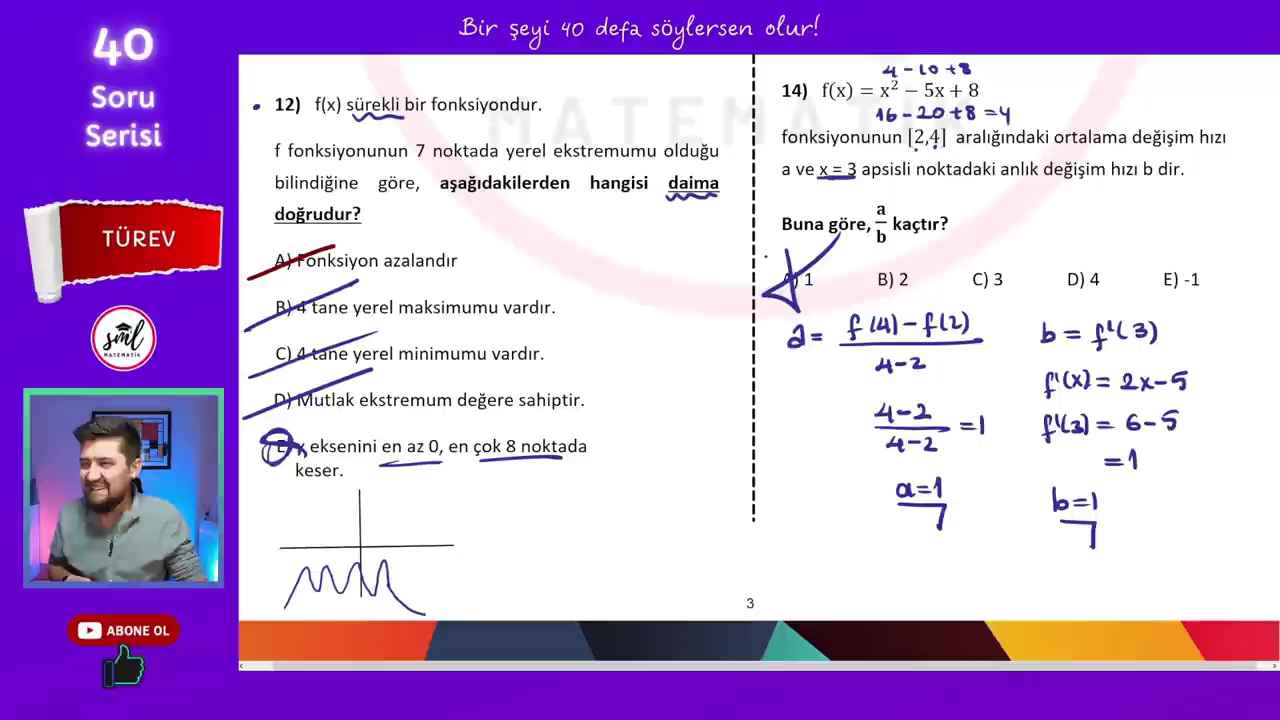 Bir şeyi 40 defa söylersen olur!
40
Soru
Serisi
TÜREV
sml
MATEMATİK
ABONE OL
MATEMATİK
12) f(x) sürekli bir fonksiyondur.
f fonksiyonunun 7 noktada yerel ekstremumu olduğu
bilindiğine göre, aşağıdakilerden hangisi daima
doğrudur?
A) Fonksiyon azalandır
B) 4 tane yerel maksimumu vardır.
C) 4 tane yerel minimumu vardır.
D) Mutlak ekstremum değere sahiptir.
E) x eksenini en az 0, en çok 8 noktada
keser.
4 - 10 + 8
14) f(x) = x² − 5x + 8
16 - 20 + 8 = 4
fonksiyonunun [2,4] aralığındaki ortalama değişim hızı
a ve x = 3 apsisli noktadaki anlık değişim hızı b dir.
Buna göre, a/b kaçtır?
A) 1 B) 2 C) 3 D) 4 E) -1
a = f(4) - f(2) / 4-2
4-2 / 4-2 = 1
a=1
b = f'(3)
f'(x) = 2x-5
f'(3) = 6-5
=1
b=1
3